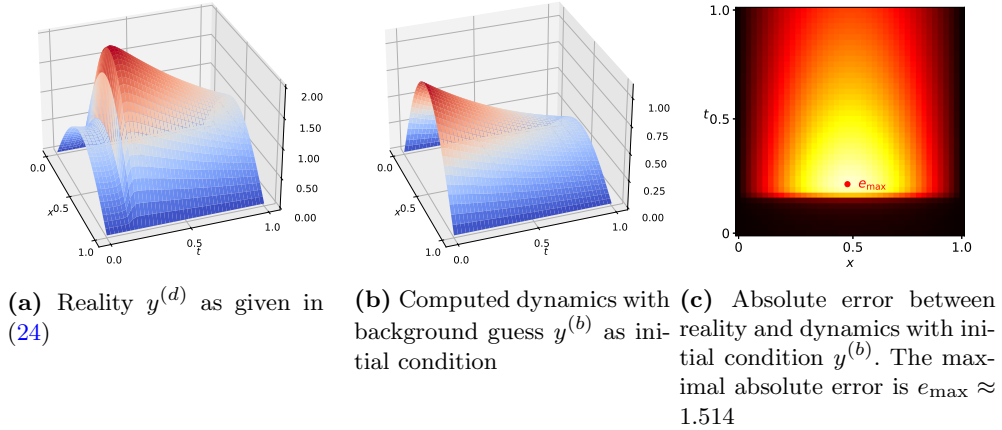 2.00
1.50
1.00
0.50
0.00
0.0
x0.5
1.0
0.0
0.5
t
1.0
1.00
0.75
0.50
0.25
0.00
0.0
x0.5
1.0
0.0
0.5
t
1.0
1.0
t
0.5
0
e_max
0
0.5
1.0
x
(a) Reality y^(d) as given in
(24)
(b) Computed dynamics with
background guess y^(b) as ini-
tial condition
(c) Absolute error between
reality and dynamics with ini-
tial condition y^(b). The max-
imal absolute error is e_max ≈
1.514